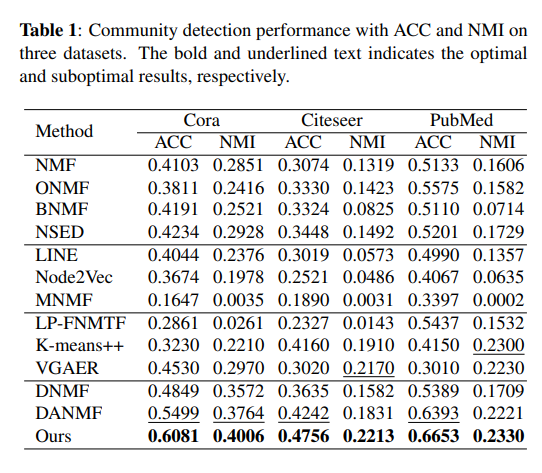 Table 1: Community detection performance with ACC and NMI on
three datasets. The bold and underlined text indicates the optimal
and suboptimal results, respectively.
Method Cora Citeseer PubMed
ACC NMI ACC NMI ACC NMI
NMF 0.4103 0.2851 0.3074 0.1319 0.5133 0.1606
ONMF 0.3811 0.2416 0.3330 0.1423 0.5575 0.1582
BNMF 0.4191 0.2521 0.3324 0.0825 0.5110 0.0714
NSED 0.4234 0.2928 0.3448 0.1492 0.5201 0.1729
LINE 0.4044 0.2376 0.3019 0.0573 0.4990 0.1357
Node2Vec 0.3674 0.1978 0.2521 0.0486 0.4067 0.0635
MNMF 0.1647 0.0035 0.1890 0.0031 0.3397 0.0002
LP-FNMTF 0.2861 0.0261 0.2327 0.0143 0.5437 0.1532
K-means++ 0.3230 0.2210 0.4160 0.1910 0.4150 0.2300
VGAER 0.4530 0.2970 0.3020 0.2170 0.3010 0.2230
DNMF 0.4849 0.3572 0.3635 0.1582 0.5389 0.1709
DANMF 0.5499 0.3764 0.4242 0.1831 0.6393 0.2221
Ours 0.6081 0.4006 0.4756 0.2213 0.6653 0.2330